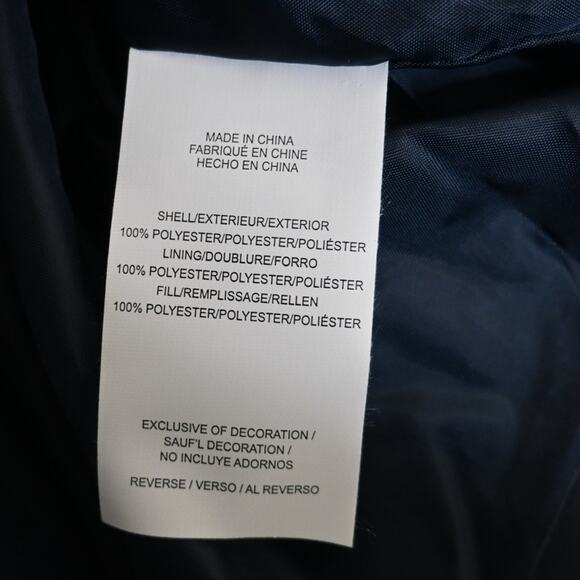 MADE IN CHINA
FABRIQUÉ EN CHINE
HECHO EN CHINA
SHELL/EXTERIEUR/EXTERIOR
100% POLYESTER/POLYESTER/POLIÉSTER
LINING/DOUBLURE/FORRO
100% POLYESTER/POLYESTER/POLIÉSTER
FILL/REMPLISSAGE/RELLEN
100% POLYESTER/POLYESTER/POLIÉSTER
EXCLUSIVE OF DECORATION /
SAUF'L DECORATION /
NO INCLUYE ADORNOS
REVERSE / VERSO / AL REVERSO